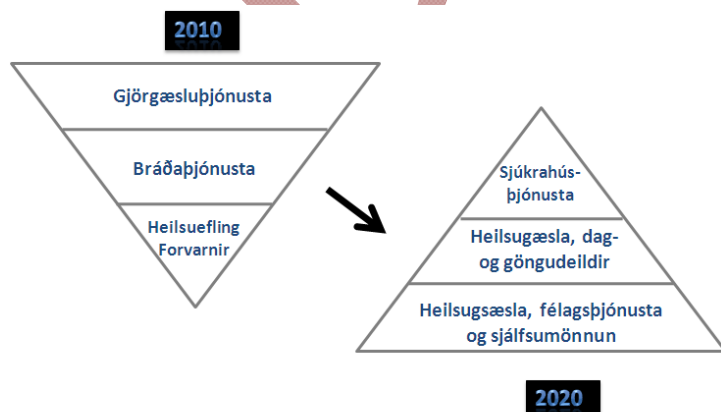 2010
Gjörgæsluþjónusta
Bráðaþjónusta
Heilsuefling
Forvarnir
Sjúkrahús-
þjónusta
Heilsugæsla, dag-
og göngudeildir
Heilsugsæsla, félagsþjónusta
og sjálfsumönnun
2020